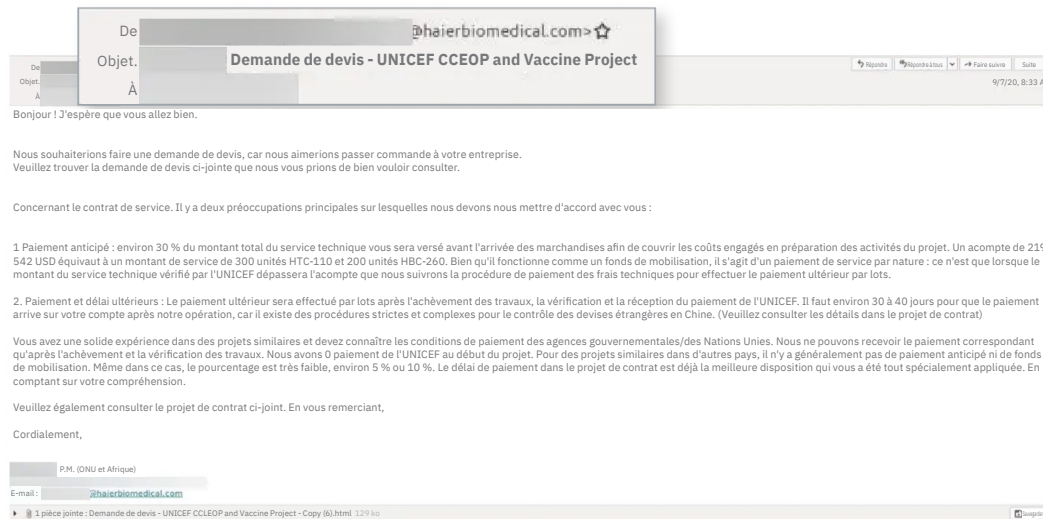 De @haierbiomedical.com>
Objet. Demande de devis - UNICEF CCEOP and Vaccine Project
À
De
Objet.
À
Répondre Répondre à tous Faire suivre Suite
9/7/20, 8:33 A
Bonjour ! J'espère que vous allez bien.
Nous souhaiterions faire une demande de devis, car nous aimerions passer commande à votre entreprise.
Veuillez trouver la demande de devis ci-jointe que nous vous prions de bien vouloir consulter.
Concernant le contrat de service. Il y a deux préoccupations principales sur lesquelles nous devons nous mettre d'accord avec vous :
1 Paiement anticipé : environ 30 % du montant total du service technique vous sera versé avant l'arrivée des marchandises afin de couvrir les coûts engagés en préparation des activités du projet. Un acompte de 219
542 USD équivaut à un montant de service de 300 unités HTC-110 et 200 unités HBC-260. Bien qu'il fonctionne comme un fonds de mobilisation, il s'agit d'un paiement de service par nature : ce n'est que lorsque le
montant du service technique vérifié par l'UNICEF dépassera l'acompte que nous suivrons la procédure de paiement des frais techniques pour effectuer le paiement ultérieur par lots.
2. Paiement et délai ultérieurs : Le paiement ultérieur sera effectué par lots après l'achèvement des travaux, la vérification et la réception du paiement de l'UNICEF. Il faut environ 30 à 40 jours pour que le paiement
arrive sur votre compte après notre opération, car il existe des procédures strictes et complexes pour le contrôle des devises étrangères en Chine. (Veuillez consulter les détails dans le projet de contrat)
Vous avez une solide expérience dans des projets similaires et devez connaître les conditions de paiement des agences gouvernementales/des Nations Unies. Nous ne pouvons recevoir le paiement correspondant
qu'après l'achèvement et la vérification des travaux. Nous avons 0 paiement de l'UNICEF au début du projet. Pour des projets similaires dans d'autres pays, il n'y a généralement pas de paiement anticipé ni de fonds
de mobilisation. Même dans ce cas, le pourcentage est très faible, environ 5 % ou 10 %. Le délai de paiement dans le projet de contrat est déjà la meilleure disposition qui vous a été tout spécialement appliquée. En
comptant sur votre compréhension.
Veuillez également consulter le projet de contrat ci-joint. En vous remerciant,
Cordialement,
P.M. (ONU et Afrique)
E-mail : @haierbiomedical.com
1 pièce jointe : Demande de devis - UNICEF CCLEOP and Vaccine Project - Copy (6).html 129 ko